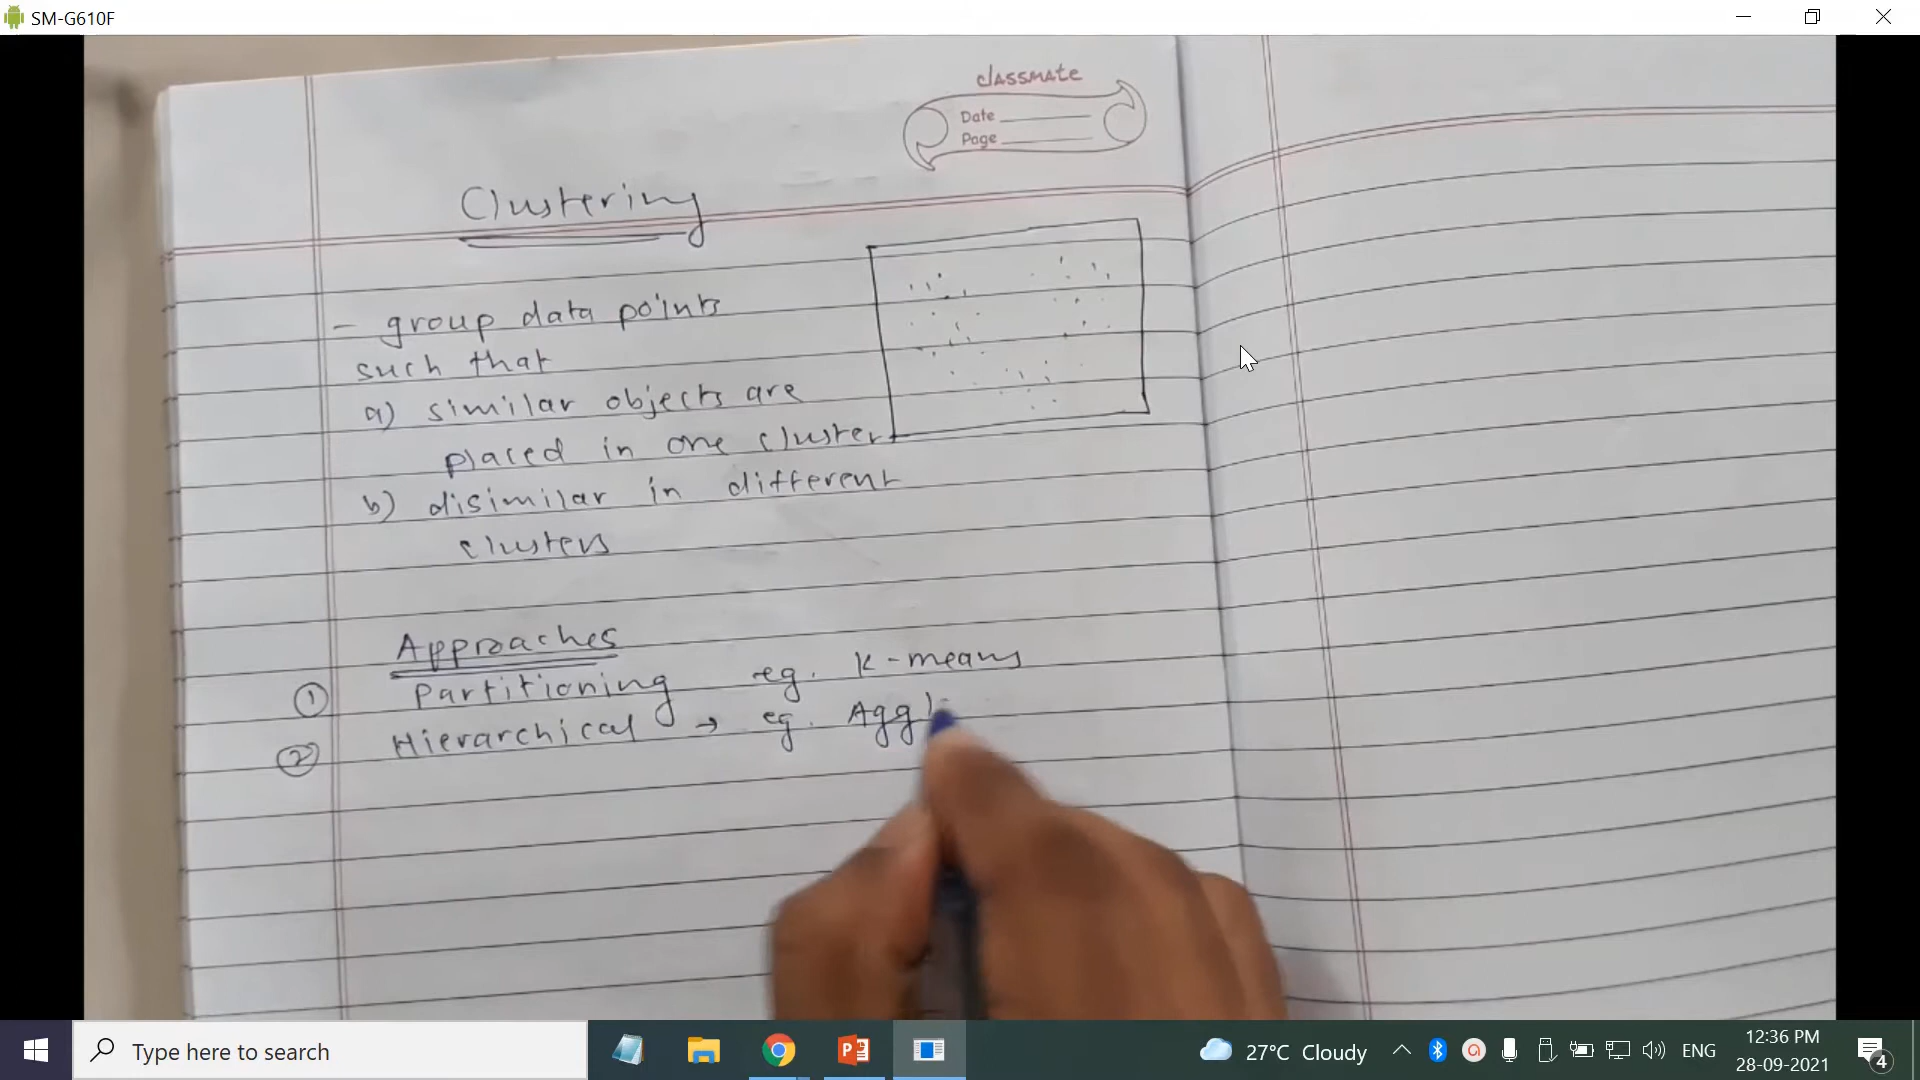 SM-G610F
classmate
Date
Page
Clustering
- group data points
such that
a) similar objects are
placed in one cluster
b) disimilar in different
clusters
Approaches
① Partitioning eg. k-means
② Hierarchical → eg. Aggl
Type here to search
27°C Cloudy
ENG
12:36 PM
28-09-2021
4